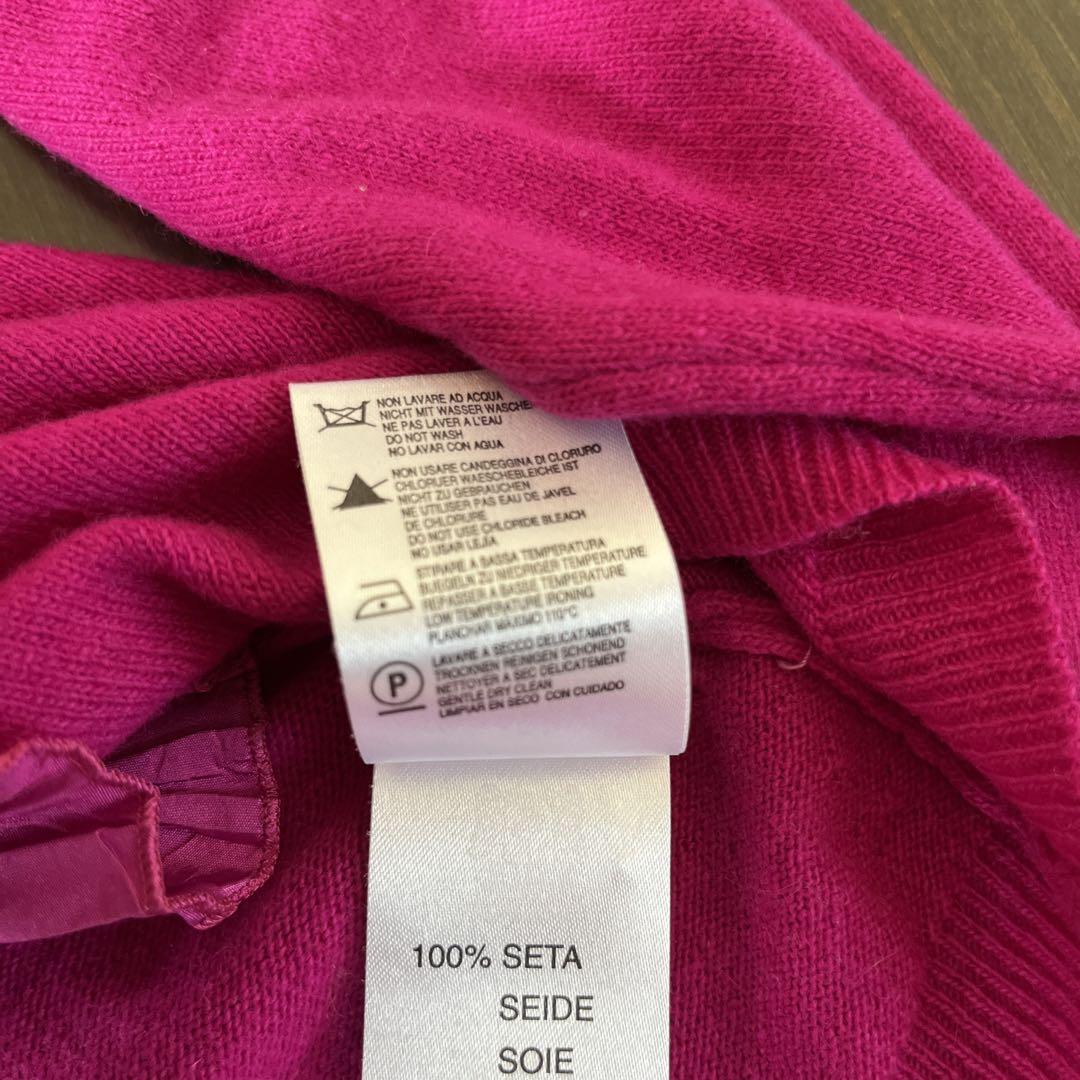 NON LAVARE AD ACQUA
NICHT MIT WASSER
NE PAS LAVER A L'EAU
DO NOT WASH
NO LAVAR CON AGUA
NON USARE CANDEGGINA DI CLORURO
CHLORUER WAESCHEBLEICHE IST
NICHT ZU GEBRAUCHEN
NE UTILISER PAS EAU DE JAVEL
DE CHLORURE
DO NOT USE CHLORIDE BLEACH
NO USAR LEJIA
STIRARE A BASSA TEMPERATURA
BUEGELN ZU NIEDRIGER TEMPERATURE
REPASSER A BASSE TEMPERATURE
LOW TEMPERATURE IRONING
PLANCHAR MAXIMO 110°C
LAVARE A SECCO DELICATAMENTE
TROCKNEN REINIGEN SCHONEND
NETTOYER A SEC DELICATEMENT
GENTLE DRY CLEAN
LIMPIAR EN SECO CON CUIDADO
P
100% SETA
SEIDE
SOIE